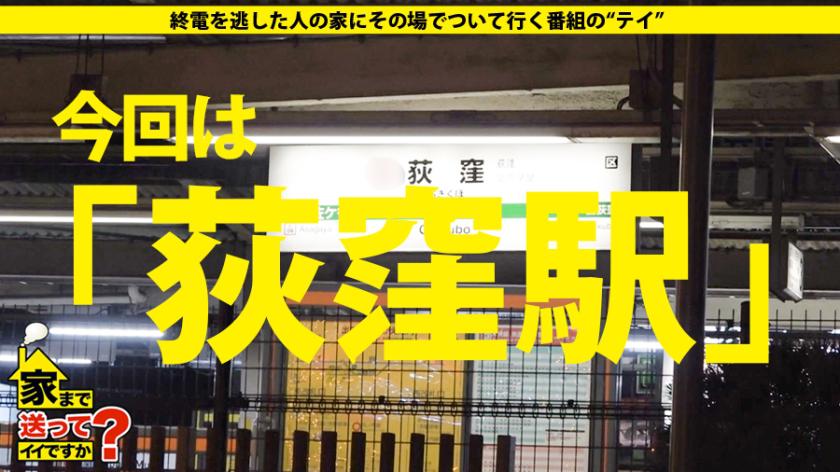 終電を逃した人の家にその場でついて行く番組の“テイ”
今回は
荻窪
区
「荻窪駅」
家まで
送って
イイですか?